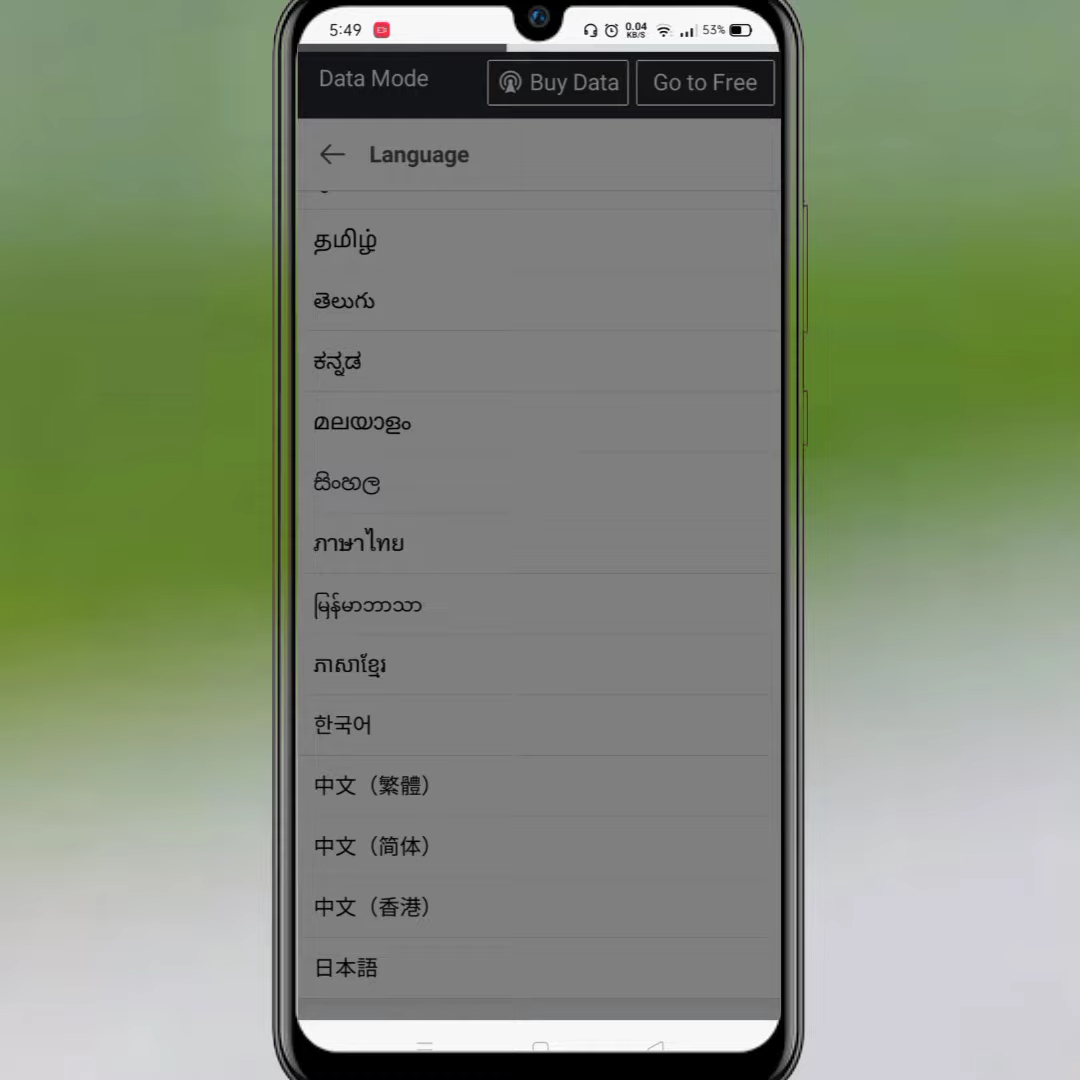 5:49
0.04
KB/S
53%
Data Mode
Buy Data
Go to Free
Language
தமிழ்
తెలుగు
ಕನ್ನಡ
മലയാളം
සිංහල
ภาษาไทย
မြန်မာဘာသာ
ភាសាខ្មែរ
한국어
中文（繁體）
中文（简体）
中文（香港）
日本語